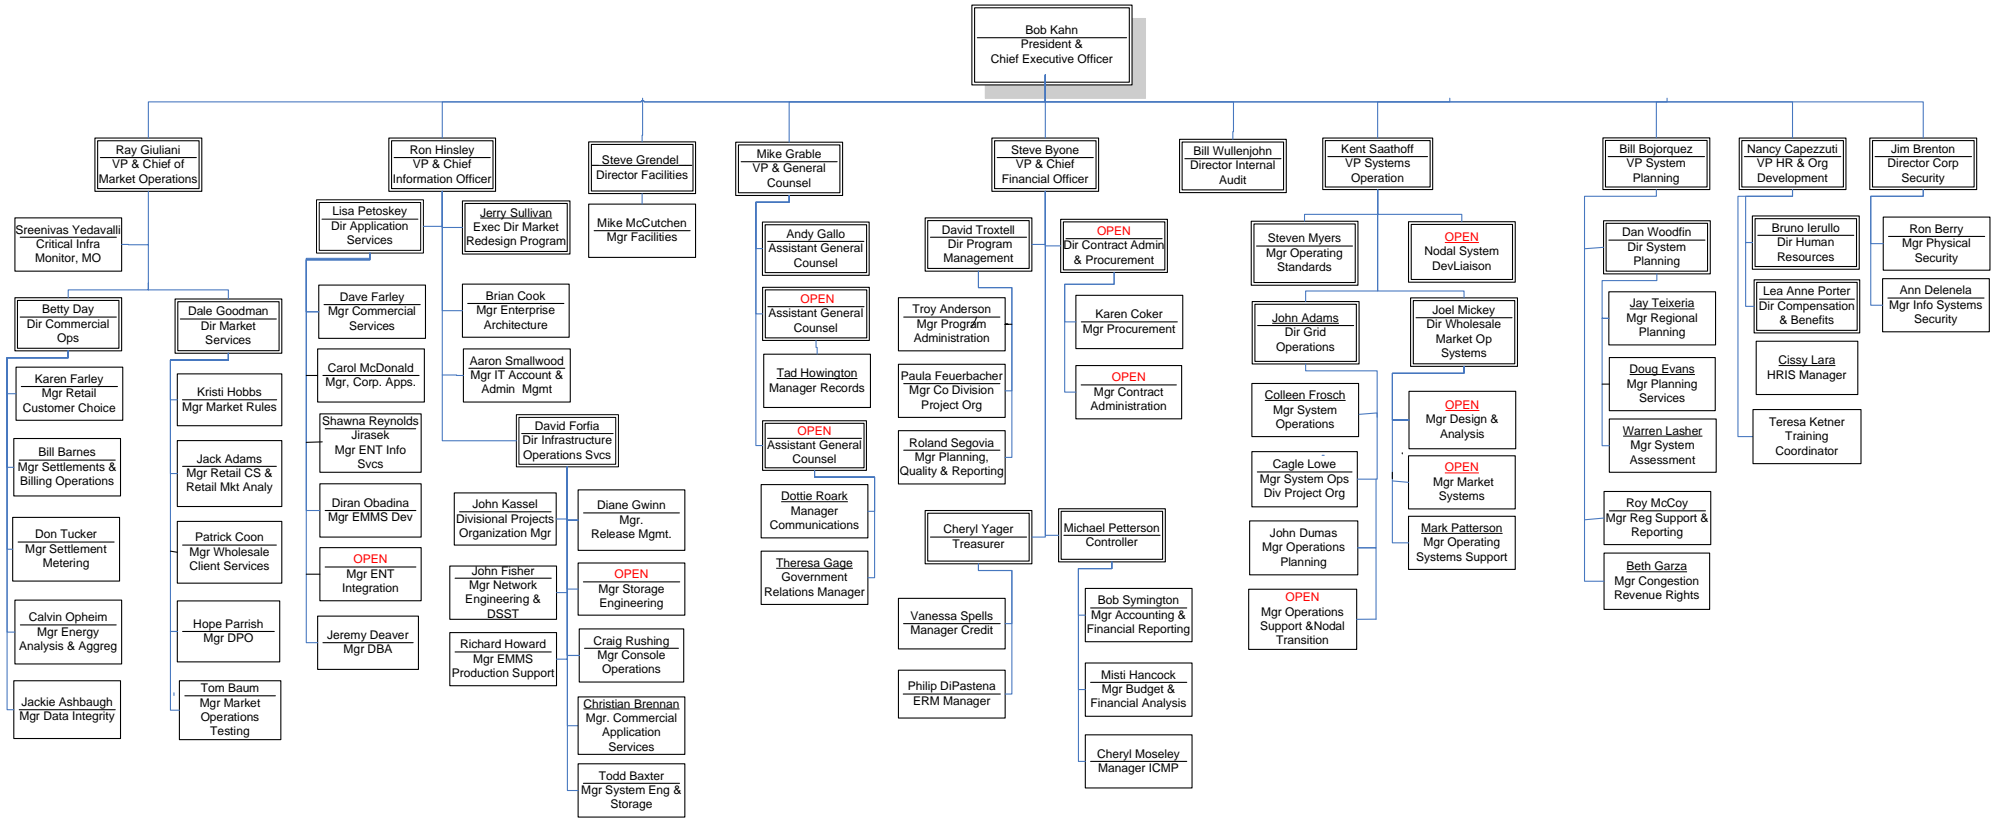 Bob Kahn
President &
Chief Executive Officer
Ray Giuliani
VP & Chief of
Market Operations
Ron Hinsley
VP & Chief
Information Officer
Steve Grendel
Director Facilities
Mike Grable
VP & General
Counsel
Steve Byone
VP & Chief
Financial Officer
Bill Wullenjohn
Director Internal
Audit
Kent Saathoff
VP Systems
Operation
Bill Bojorquez
VP System
Planning
Nancy Capezzuti
VP HR & Org
Development
Jim Brenton
Director Corp
Security
Sreenivas Yedavalli
Critical Infra
Monitor, MO
Betty Day
Dir Commercial
Ops
Karen Farley
Mgr Retail
Customer Choice
Bill Barnes
Mgr Settlements &
Billing Operations
Don Tucker
Mgr Settlement
Metering
Calvin Opheim
Mgr Energy
Analysis & Aggreg
Jackie Ashbaugh
Mgr Data Integrity
Dale Goodman
Dir Market
Services
Kristi Hobbs
Mgr Market Rules
Jack Adams
Mgr Retail CS &
Retail Mkt Analy
Patrick Coon
Mgr Wholesale
Client Services
Hope Parrish
Mgr DPO
Tom Baum
Mgr Market
Operations
Testing
Lisa Petoskey
Dir Application
Services
Dave Farley
Mgr Commercial
Services
Carol McDonald
Mgr, Corp. Apps.
Shawna Reynolds
Jirasek
Mgr ENT Info
Svcs
Diran Obadina
Mgr EMMS Dev
OPEN
Mgr ENT
Integration
Jeremy Deaver
Mgr DBA
Jerry Sullivan
Exec Dir Market
Redesign Program
Brian Cook
Mgr Enterprise
Architecture
Aaron Smallwood
Mgr IT Account &
Admin Mgmt
David Forfia
Dir Infrastructure
Operations Svcs
John Kassel
Divisional Projects
Organization Mgr
John Fisher
Mgr Network
Engineering &
DSST
Richard Howard
Mgr EMMS
Production Support
Diane Gwinn
Mgr.
Release Mgmt.
OPEN
Mgr Storage
Engineering
Craig Rushing
Mgr Console
Operations
Christian Brennan
Mgr. Commercial
Application
Services
Todd Baxter
Mgr System Eng &
Storage
Mike McCutchen
Mgr Facilities
Andy Gallo
Assistant General
Counsel
OPEN
Assistant General
Counsel
Tad Howington
Manager Records
OPEN
Assistant General
Counsel
Dottie Roark
Manager
Communications
Theresa Gage
Government
Relations Manager
David Troxtell
Dir Program
Management
Troy Anderson
Mgr Program
Administration
Paula Feuerbacher
Mgr Co Division
Project Org
Roland Segovia
Mgr Planning,
Quality & Reporting
OPEN
Dir Contract Admin
& Procurement
Karen Coker
Mgr Procurement
OPEN
Mgr Contract
Administration
Cheryl Yager
Treasurer
Vanessa Spells
Manager Credit
Philip DiPastena
ERM Manager
Michael Petterson
Controller
Bob Symington
Mgr Accounting &
Financial Reporting
Misti Hancock
Mgr Budget &
Financial Analysis
Cheryl Moseley
Manager ICMP
Steven Myers
Mgr Operating
Standards
OPEN
Nodal System
DevLiaison
John Adams
Dir Grid
Operations
Colleen Frosch
Mgr System
Operations
Cagle Lowe
Mgr System Ops
Div Project Org
John Dumas
Mgr Operations
Planning
OPEN
Mgr Operations
Support &Nodal
Transition
Joel Mickey
Dir Wholesale
Market Op
Systems
OPEN
Mgr Design &
Analysis
OPEN
Mgr Market
Systems
Mark Patterson
Mgr Operating
Systems Support
Dan Woodfin
Dir System
Planning
Jay Teixeria
Mgr Regional
Planning
Doug Evans
Mgr Planning
Services
Warren Lasher
Mgr System
Assessment
Roy McCoy
Mgr Reg Support &
Reporting
Beth Garza
Mgr Congestion
Revenue Rights
Bruno Ierullo
Dir Human
Resources
Lea Anne Porter
Dir Compensation
& Benefits
Cissy Lara
HRIS Manager
Teresa Ketner
Training
Coordinator
Ron Berry
Mgr Physical
Security
Ann Delenela
Mgr Info Systems
Security